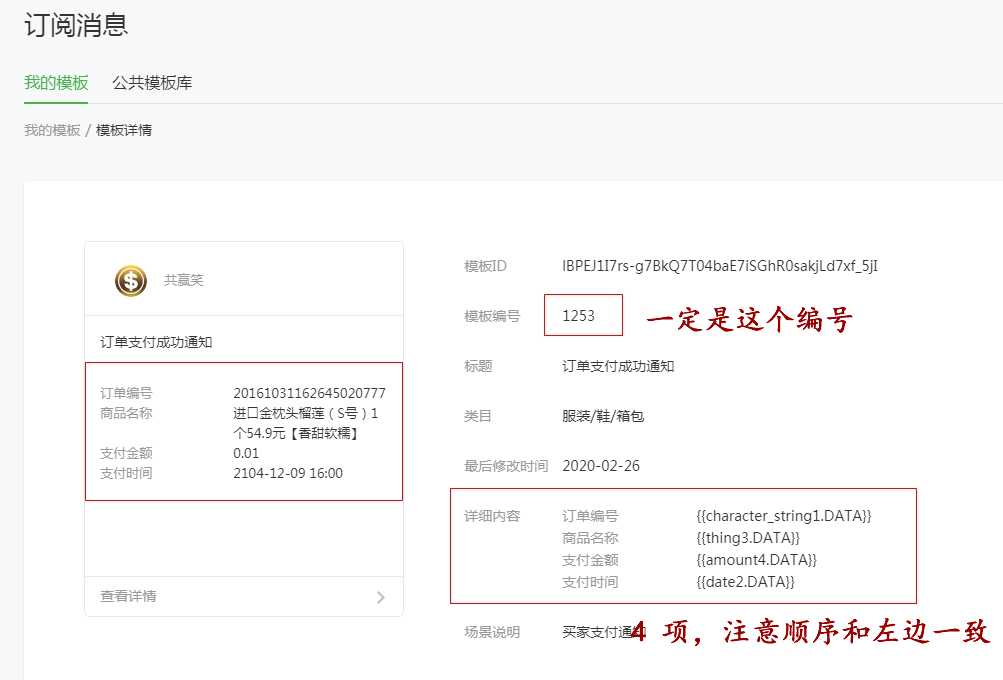 订阅消息
我的模板 公共模板库
我的模板 / 模板详情
共赢笑
订单支付成功通知
订单编号 20161031162645020777
商品名称 进口金枕头榴莲（S号）1
个54.9元【香甜软糯】
支付金额 0.01
支付时间 2104-12-09 16:00
查看详情
模板ID IBPEJ1I7rs-g7BkQ7T04baE7iSGhR0sakjLd7xf_5jI
模板编号 1253 一定是这个编号
标题 订单支付成功通知
类目 服装/鞋/箱包
最后修改时间 2020-02-26
详细内容 订单编号 {{character_string1.DATA}}
商品名称 {{thing3.DATA}}
支付金额 {{amount4.DATA}}
支付时间 {{date2.DATA}}
场景说明 买家支付通知
4 项，注意顺序和左边一致